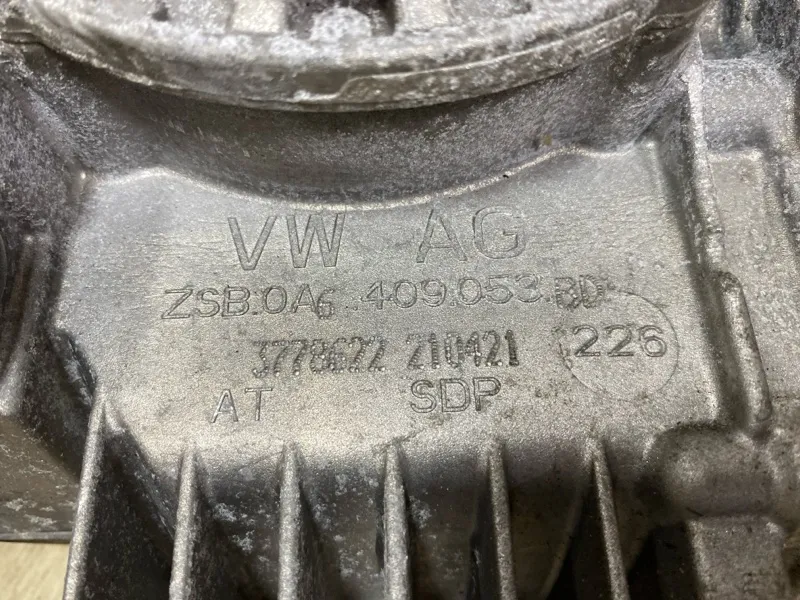 VW AG
ZSB.0A6 409.053.BD
3778622 210421 226
AT SDP